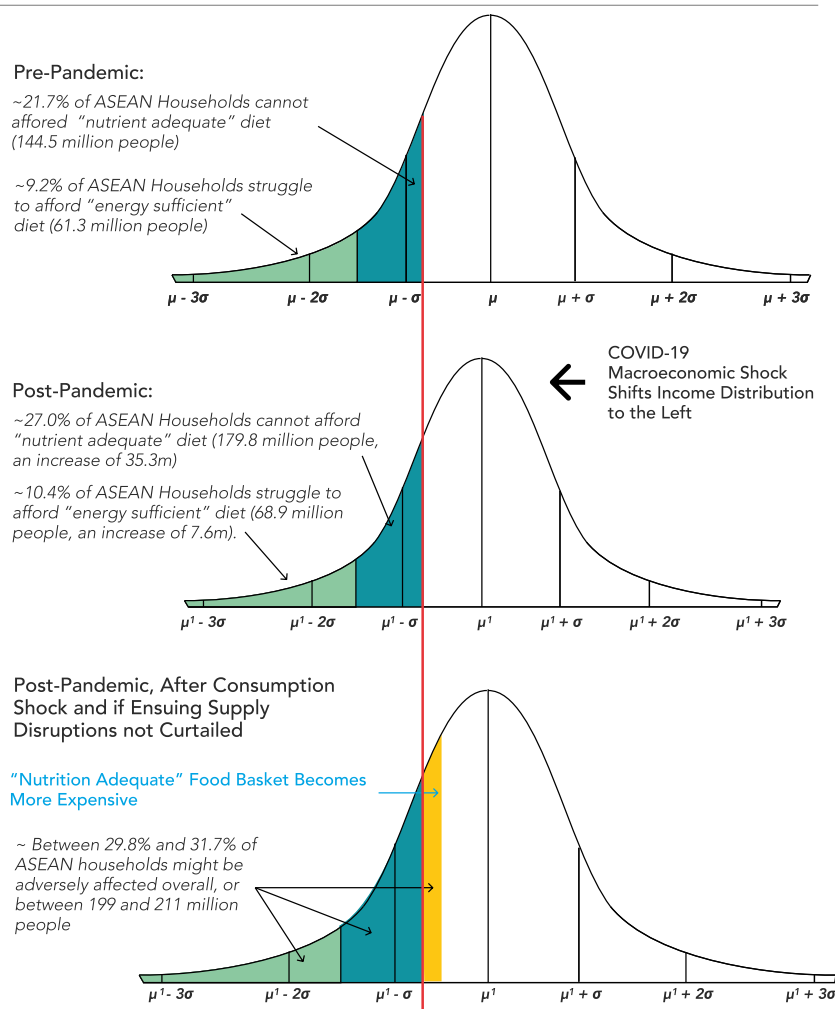 Pre-Pandemic:
~21.7% of ASEAN Households cannot
affored “nutrient adequate” diet
(144.5 million people)
~9.2% of ASEAN Households struggle
to afford “energy sufficient”
diet (61.3 million people)
μ - 3σ μ - 2σ μ - σ μ μ + σ μ + 2σ μ + 3σ
COVID-19
Macroeconomic Shock
Shifts Income Distribution
to the Left
Post-Pandemic:
~27.0% of ASEAN Households cannot afford
“nutrient adequate” diet (179.8 million people,
an increase of 35.3m)
~10.4% of ASEAN Households struggle to
afford “energy sufficient” diet (68.9 million
people, an increase of 7.6m).
μ¹ - 3σ μ¹ - 2σ μ¹ - σ μ¹ μ¹ + σ μ¹ + 2σ μ¹ + 3σ
Post-Pandemic, After Consumption
Shock and if Ensuing Supply
Disruptions not Curtailed
“Nutrition Adequate” Food Basket Becomes
More Expensive
~ Between 29.8% and 31.7% of
ASEAN households might be
adversely affected overall, or
between 199 and 211 million
people
μ¹ - 3σ μ¹ - 2σ μ¹ - σ μ¹ μ¹ + σ μ¹ + 2σ μ¹ + 3σ